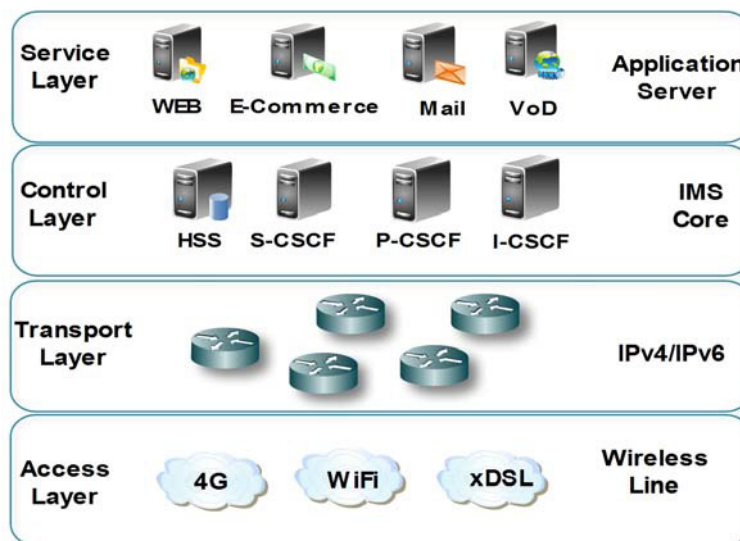 Service
Layer
WEB
E-Commerce
Mail
VoD
Application
Server
Control
Layer
HSS
S-CSCF
P-CSCF
I-CSCF
IMS
Core
Transport
Layer
IPv4/IPv6
Access
Layer
4G
WiFi
xDSL
Wireless
Line